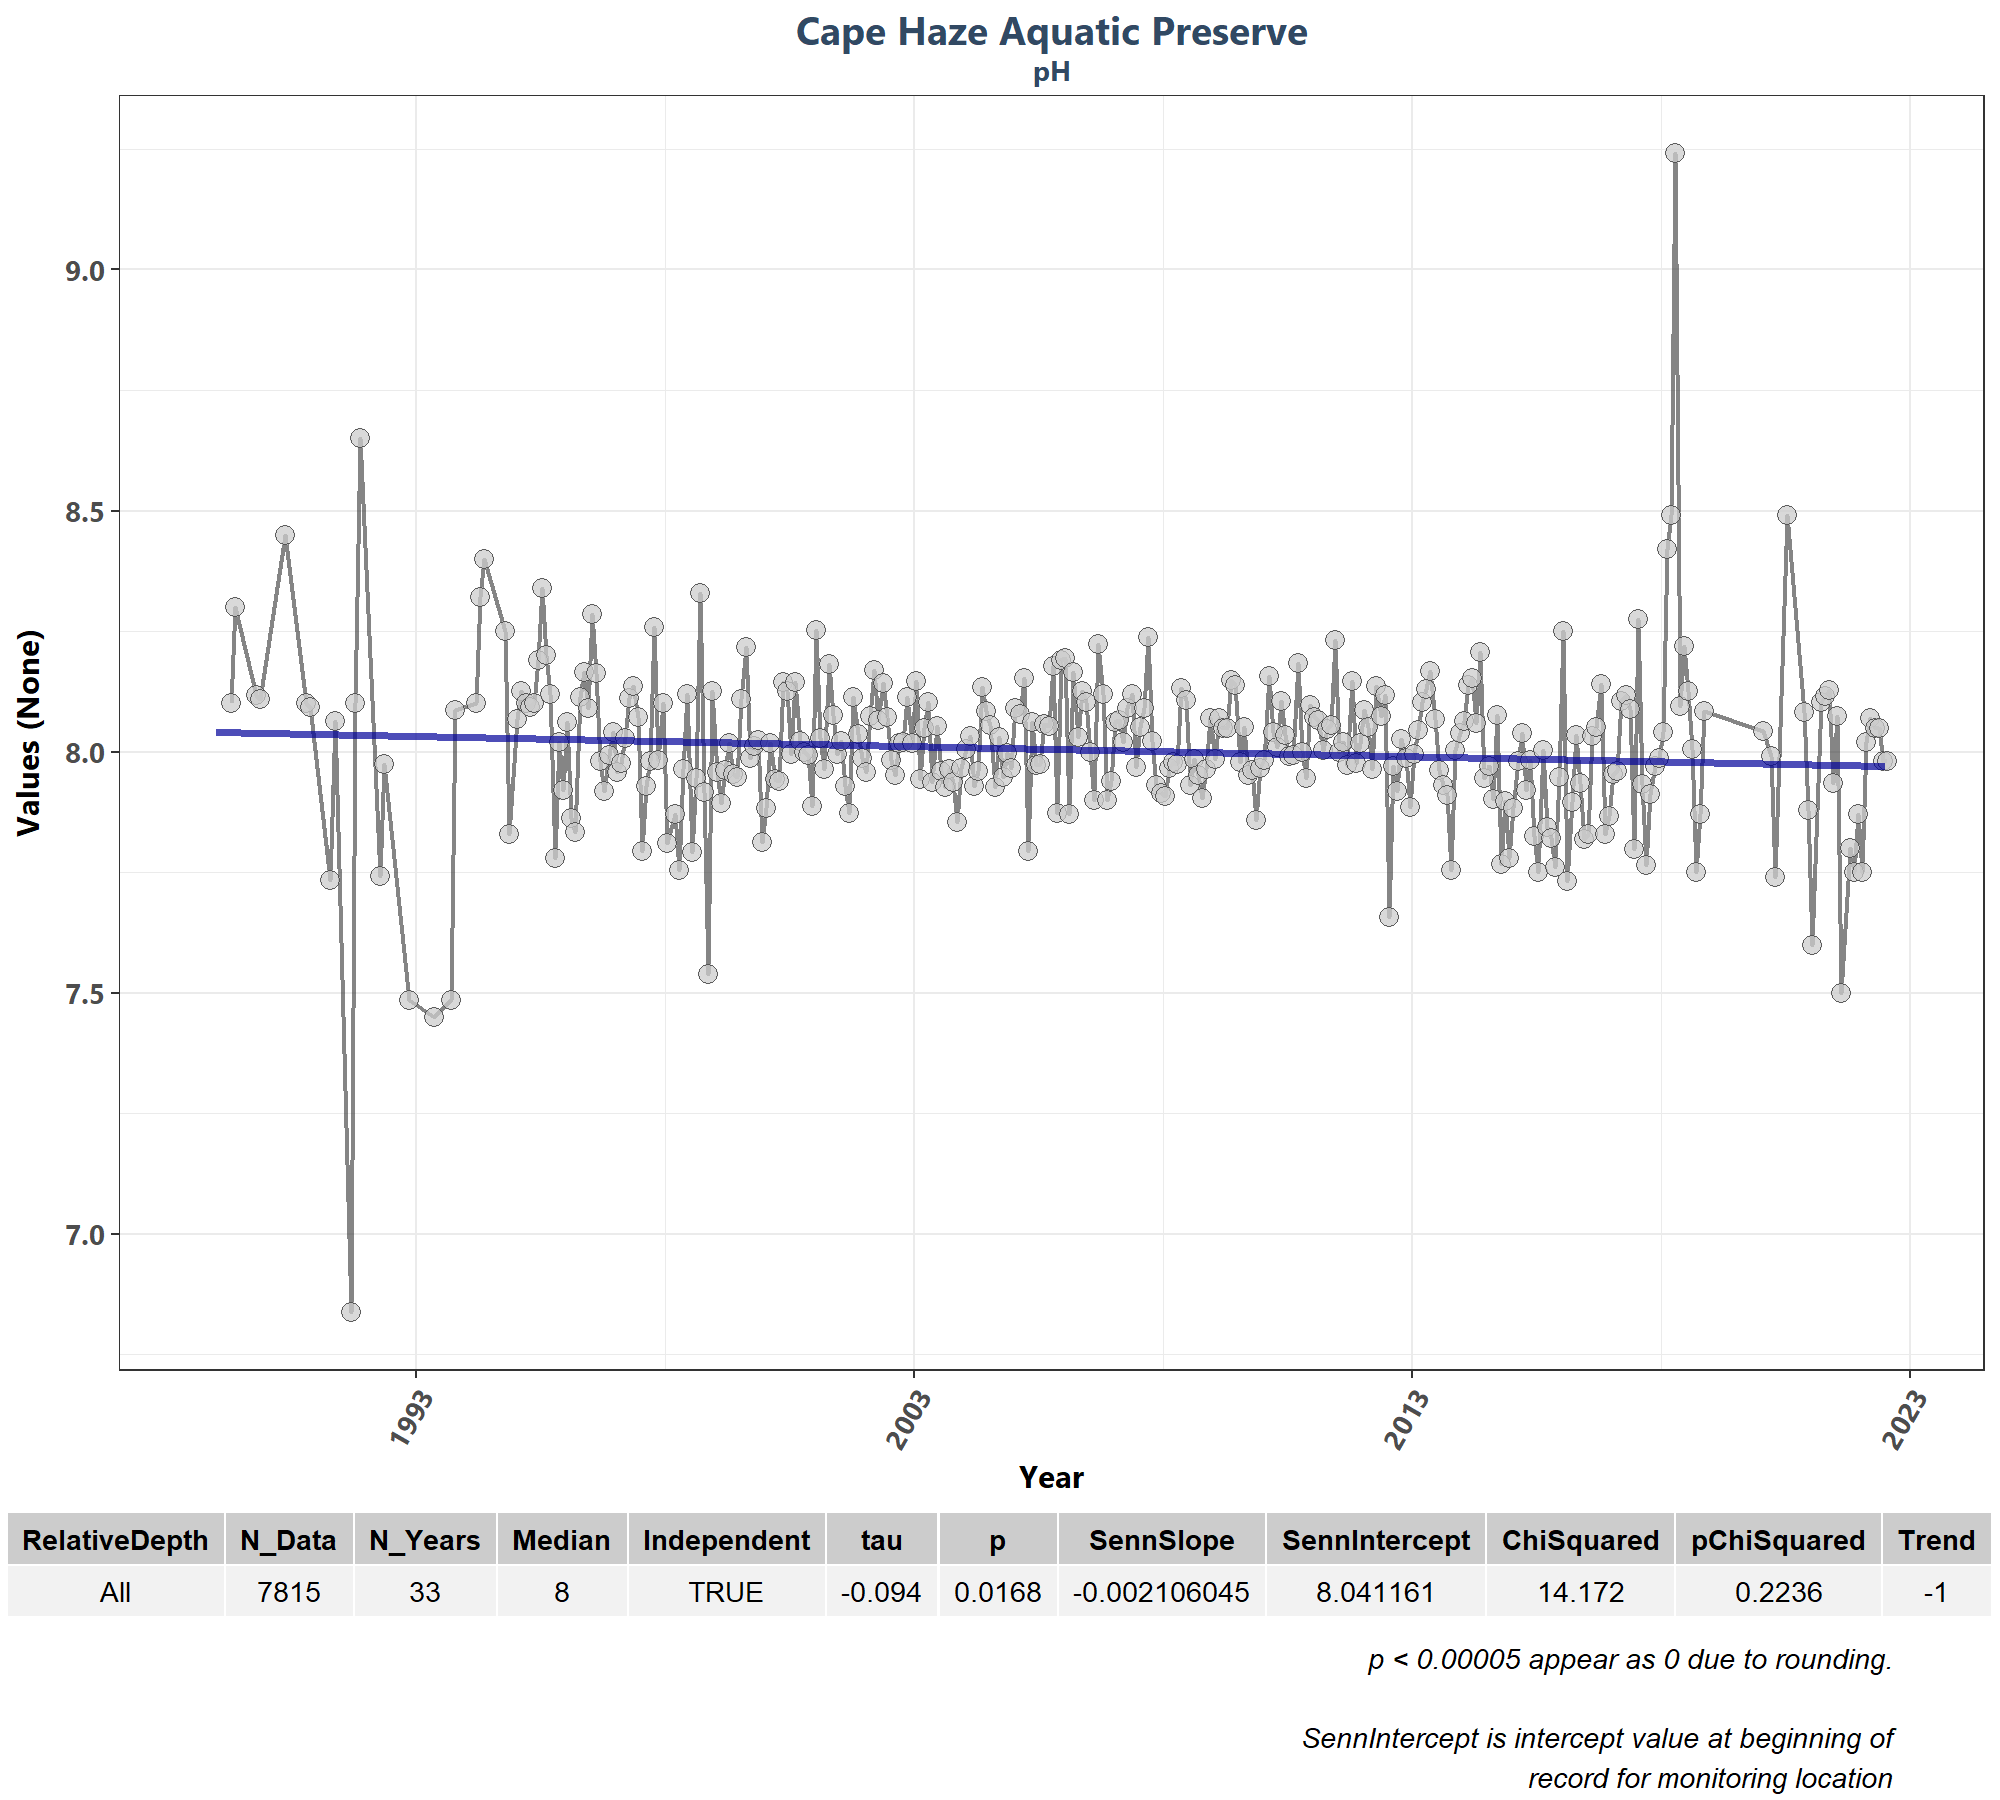 Cape Haze Aquatic Preserve
pH
Values (None)
9.0
8.5
8.0
7.5
7.0
1993
2003
2013
2023
Year
RelativeDepth N_Data N_Years Median Independent tau p SennSlope SennIntercept ChiSquared pChiSquared Trend
All 7815 33 8 TRUE -0.094 0.0168 -0.002106045 8.041161 14.172 0.2236 -1
p < 0.00005 appear as 0 due to rounding.
SennIntercept is intercept value at beginning of
record for monitoring location